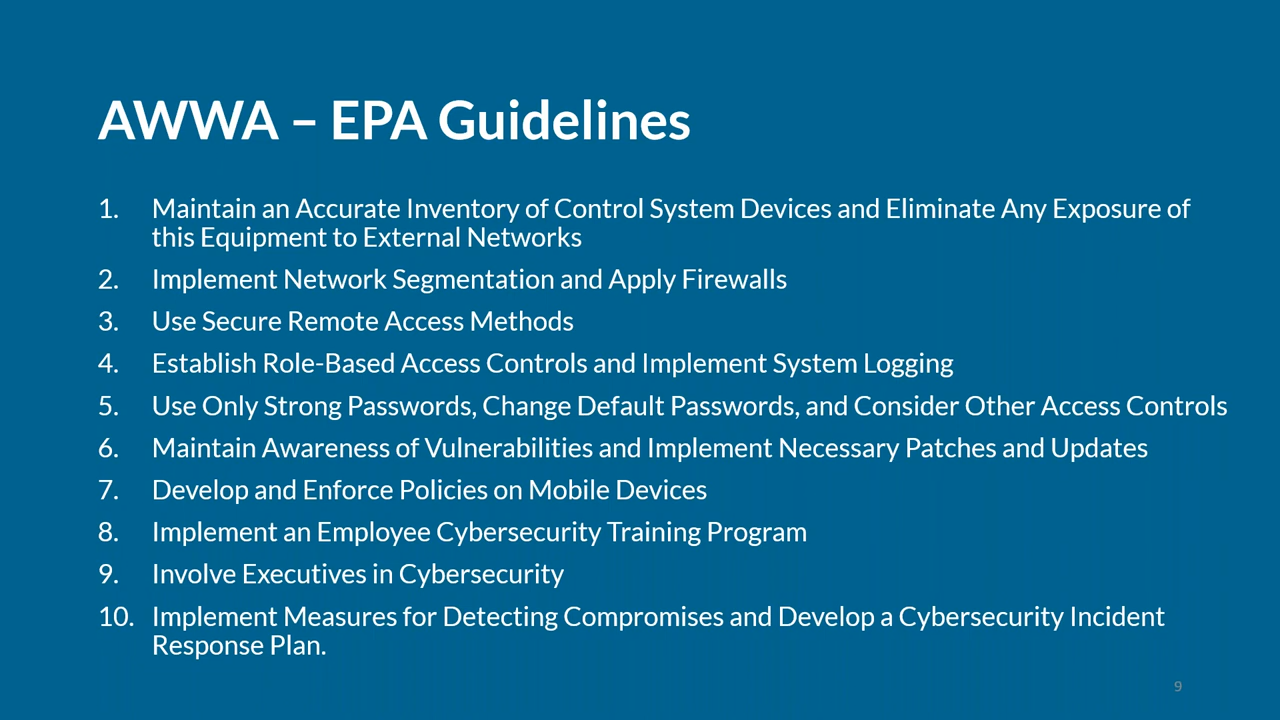 AWWA – EPA Guidelines
1. Maintain an Accurate Inventory of Control System Devices and Eliminate Any Exposure of
this Equipment to External Networks
2. Implement Network Segmentation and Apply Firewalls
3. Use Secure Remote Access Methods
4. Establish Role-Based Access Controls and Implement System Logging
5. Use Only Strong Passwords, Change Default Passwords, and Consider Other Access Controls
6. Maintain Awareness of Vulnerabilities and Implement Necessary Patches and Updates
7. Develop and Enforce Policies on Mobile Devices
8. Implement an Employee Cybersecurity Training Program
9. Involve Executives in Cybersecurity
10. Implement Measures for Detecting Compromises and Develop a Cybersecurity Incident
Response Plan.
9